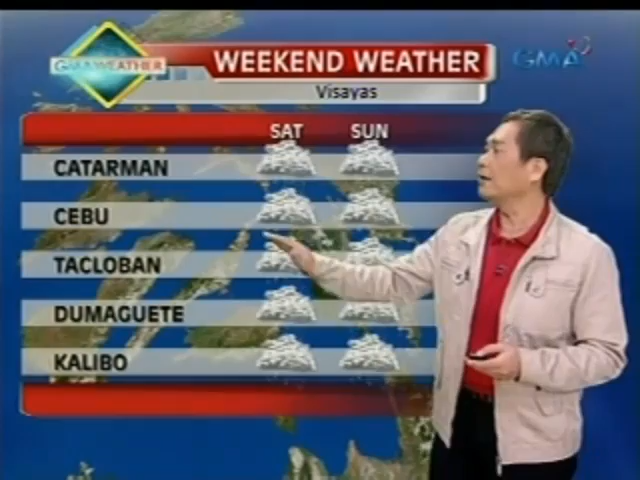 GMA WEATHER
WEEKEND WEATHER
GMA
Visayas
SAT SUN
CATARMAN
CEBU
TACLOBAN
DUMAGUETE
KALIBO